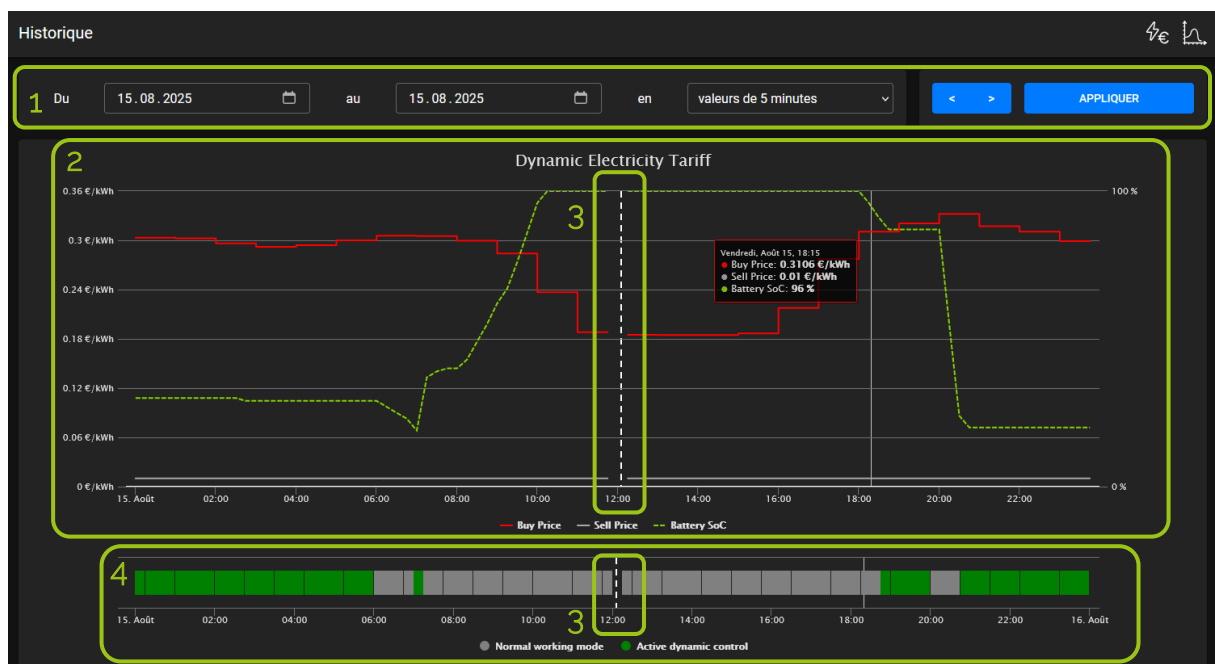 Historique
1 Du 15.08.2025 au 15.08.2025 en valeurs de 5 minutes < > APPLIQUER
2
Dynamic Electricity Tariff
3
0.36 €/kWh
0.3 €/kWh
0.24 €/kWh
0.18 €/kWh
0.12 €/kWh
0.06 €/kWh
0 €/kWh
100 %
0 %
Vendredi, Août 15, 18:15
Buy Price: 0.3106 €/kWh
Sell Price: 0.01 €/kWh
Battery SoC: 96 %
15. Août 02:00 04:00 06:00 08:00 10:00 12:00 14:00 16:00 18:00 20:00 22:00
Buy Price Sell Price Battery SoC
4
3
15. Août 02:00 04:00 06:00 08:00 10:00 12:00 14:00 16:00 18:00 20:00 22:00 16. Août
Normal working mode Active dynamic control